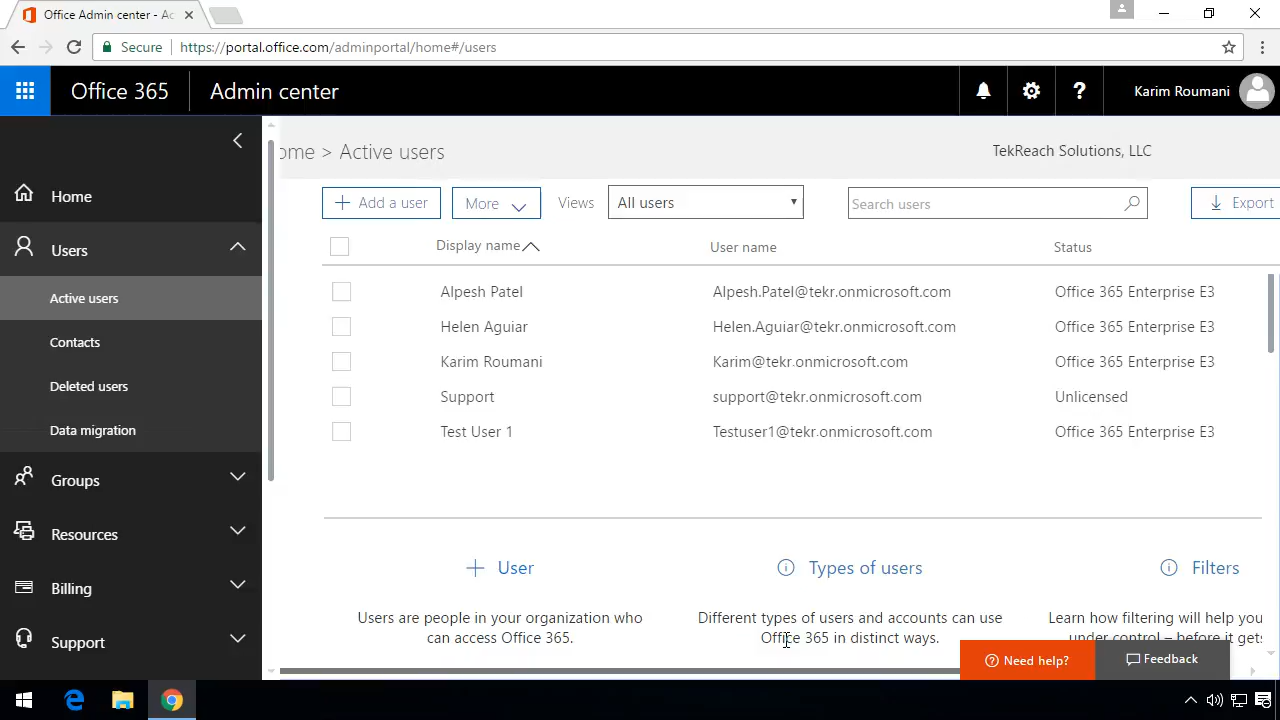 Office Admin center - Ac
Secure https://portal.office.com/adminportal/home#/users
Office 365 Admin center Karim Roumani
ome > Active users TekReach Solutions, LLC
Home
Users
Active users
Contacts
Deleted users
Data migration
Groups
Resources
Billing
Support
Add a user More Views All users Search users Export
Display name User name Status
Alpesh Patel Alpesh.Patel@tekr.onmicrosoft.com Office 365 Enterprise E3
Helen Aguiar Helen.Aguiar@tekr.onmicrosoft.com Office 365 Enterprise E3
Karim Roumani Karim@tekr.onmicrosoft.com Office 365 Enterprise E3
Support support@tekr.onmicrosoft.com Unlicensed
Test User 1 Testuser1@tekr.onmicrosoft.com Office 365 Enterprise E3
User
Users are people in your organization who
can access Office 365.
Types of users
Different types of users and accounts can use
Office 365 in distinct ways.
Filters
Learn how filtering will help you
under control – before it gets
Need help? Feedback